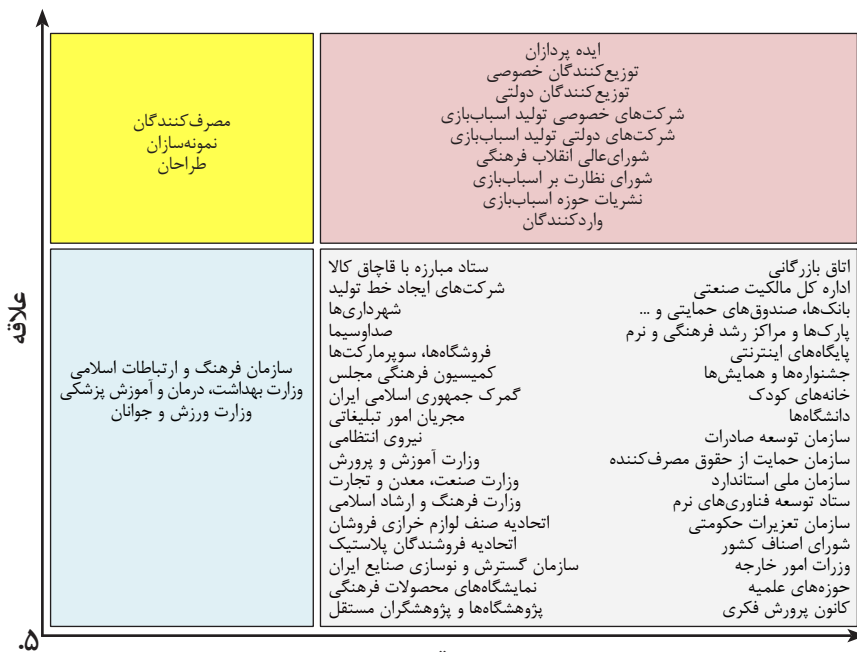 ایده پردازان
توزیع‌کنندگان خصوصی
توزیع‌کنندگان دولتی
شرکت‌های خصوصی تولید اسباب‌بازی
شرکت‌های دولتی تولید اسباب‌بازی
شورای‌عالی انقلاب فرهنگی
شورای نظارت بر اسباب‌بازی
نشریات حوزه اسباب‌بازی
واردکنندگان
مصرف‌کنندگان
نمونه‌سازان
طراحان
اتاق بازرگانی
اداره کل مالکیت صنعتی
بانک‌ها، صندوق‌های حمایتی و ...
پارک‌ها و مراکز رشد فرهنگی و نرم
پایگاه‌های اینترنتی
جشنواره‌ها و همایش‌ها
خانه‌های کودک
دانشگاه‌ها
سازمان توسعه صادرات
سازمان حمایت از حقوق مصرف‌کننده
سازمان ملی استاندارد
ستاد توسعه فناوری‌های نرم
سازمان تعزیرات حکومتی
شورای اصناف کشور
وزرات امور خارجه
حوزه‌های علمیه
کانون پرورش فکری
ستاد مبارزه با قاچاق کالا
شرکت‌های ایجاد خط تولید
شهرداری‌ها
صداوسیما
فروشگاه‌ها، سوپرمارکت‌ها
کمیسیون فرهنگی مجلس
گمرک جمهوری اسلامی ایران
مجریان امور تبلیغاتی
نیروی انتظامی
وزارت آموزش و پرورش
وزارت صنعت، معدن و تجارت
وزارت فرهنگ و ارشاد اسلامی
اتحادیه صنف لوازم خرازی فروشان
اتحادیه فروشندگان پلاستیک
سازمان گسترش و نوسازی صنایع ایران
نمایشگاه‌های محصولات فرهنگی
پژوهشگاه‌ها و پژوهشگران مستقل
سازمان فرهنگ و ارتباطات اسلامی
وزارت بهداشت، درمان و آموزش پزشکی
وزارت ورزش و جوانان
علاقه
۵.